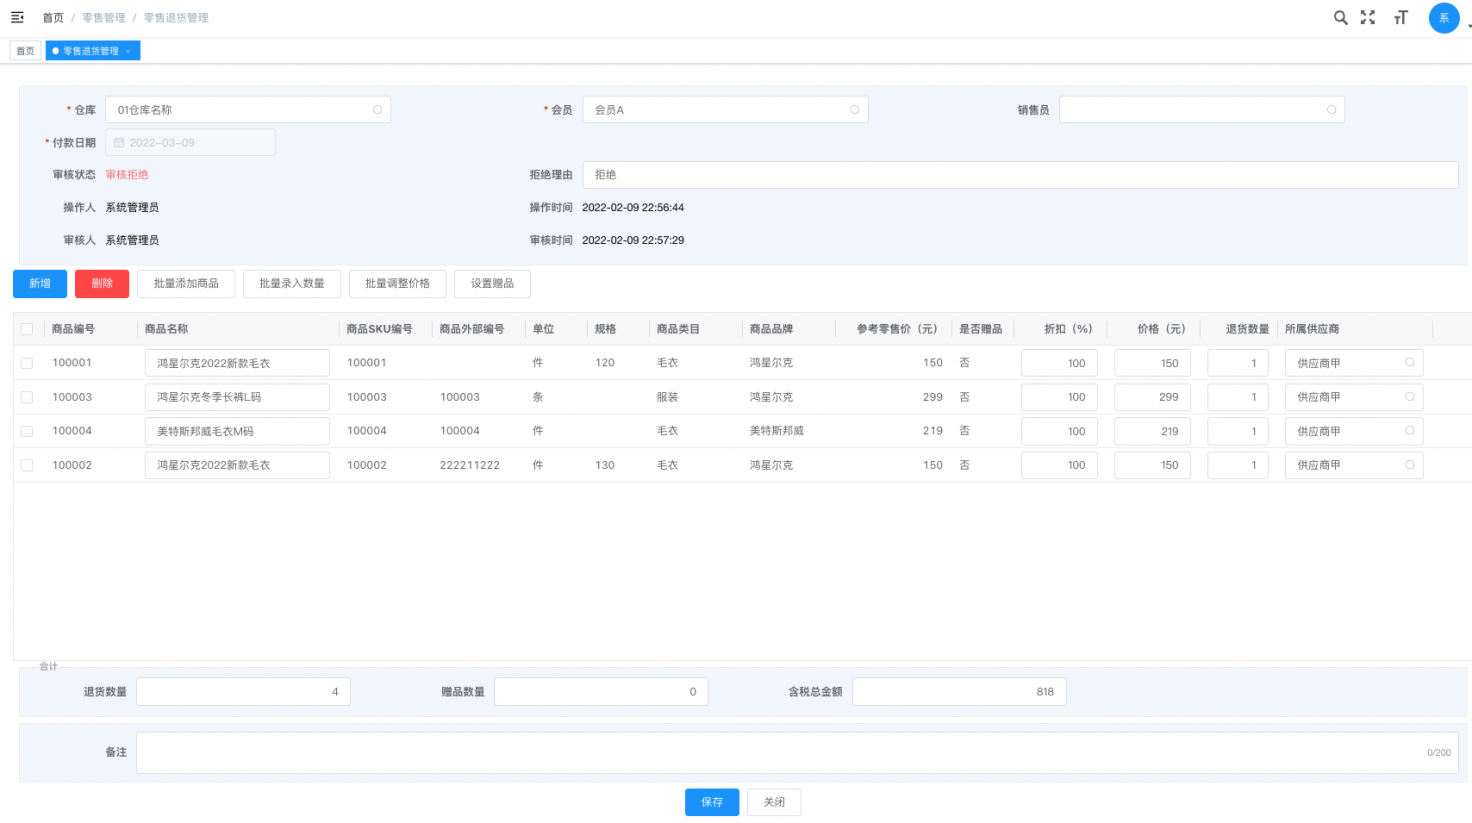 首页 / 零售管理 / 零售退货管理
系
首页 零售退货管理 ×
* 仓库 01仓库名称 * 会员 会员A 销售员
* 付款日期 2022-03-09
审核状态 审核拒绝 拒绝理由 拒绝
操作人 系统管理员 操作时间 2022-02-09 22:56:44
审核人 系统管理员 审核时间 2022-02-09 22:57:29
新增 删除 批量添加商品 批量录入数量 批量调整价格 设置赠品
商品编号 商品名称 商品SKU编号 商品外部编号 单位 规格 商品类目 商品品牌 参考零售价（元） 是否赠品 折扣（%） 价格（元） 退货数量 所属供应商
100001 鸿星尔克2022新款毛衣 100001 件 120 毛衣 鸿星尔克 150 否 100 150 1 供应商甲
100003 鸿星尔克冬季长裤L码 100003 100003 条 服装 鸿星尔克 299 否 100 299 1 供应商甲
100004 美特斯邦威毛衣M码 100004 100004 件 毛衣 美特斯邦威 219 否 100 219 1 供应商甲
100002 鸿星尔克2022新款毛衣 100002 222211222 件 130 毛衣 鸿星尔克 150 否 100 150 1 供应商甲
合计
退货数量 4 赠品数量 0 含税总金额 818
备注 0/200
保存 关闭